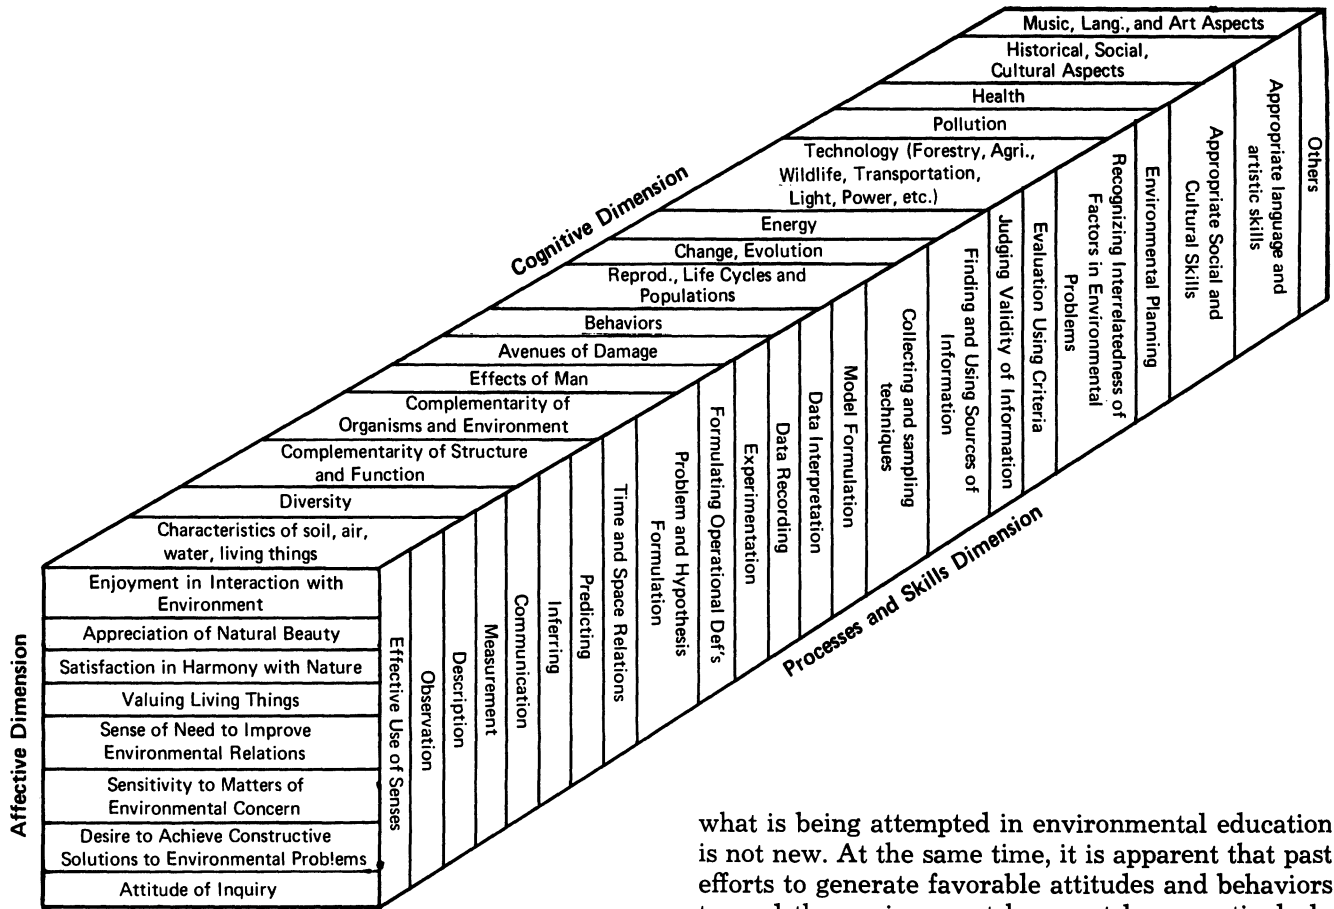 Music, Lang., and Art Aspects
Historical, Social,
Cultural Aspects
Health
Pollution
Technology (Forestry, Agri.,
Wildlife, Transportation,
Light, Power, etc.)
Energy
Change, Evolution
Reprod., Life Cycles and
Populations
Behaviors
Avenues of Damage
Effects of Man
Complementarity of
Organisms and Environment
Complementarity of Structure
and Function
Diversity
Characteristics of soil, air,
water, living things
Cognitive Dimension
Enjoyment in Interaction with
Environment
Appreciation of Natural Beauty
Satisfaction in Harmony with Nature
Valuing Living Things
Sense of Need to Improve
Environmental Relations
Sensitivity to Matters of
Environmental Concern
Desire to Achieve Constructive
Solutions to Environmental Problems
Attitude of Inquiry
Affective Dimension
Effective Use of Senses
Observation
Description
Measurement
Communication
Inferring
Predicting
Time and Space Relations
Problem and Hypothesis
Formulation
Formulating Operational Def's
Experimentation
Data Recording
Data Interpretation
Model Formulation
Collecting and sampling
techniques
Finding and Using Sources of
Information
Judging Validity of Information
Evaluation Using Criteria
Recognizing Interrelatedness of
Factors in Environmental
Problems
Environmental Planning
Appropriate Social and
Cultural Skills
Appropriate language and
artistic skills
Others
Processes and Skills Dimension
what is being attempted in environmental education
is not new. At the same time, it is apparent that past
efforts to generate favorable attitudes and behaviors